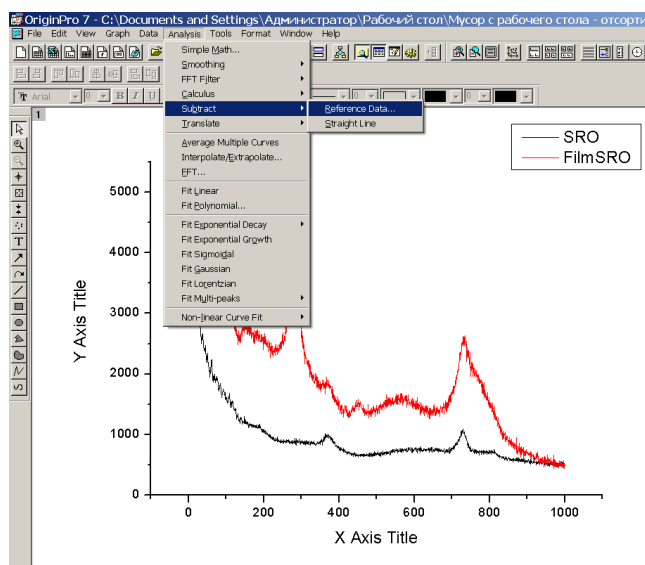 OriginPro 7 - C:\Documents and Settings\Администратор\Рабочий стол\Мусор с рабочего стола - отсорти
File Edit View Graph Data Analysis Tools Format Window Help
Simple Math...
Smoothing
FFT Filter
Calculus
Subtract
Translate
Average Multiple Curves
Interpolate/Extrapolate...
FFT...
Fit Linear
Fit Polynomial...
Fit Exponential Decay
Fit Exponential Growth
Fit Sigmoidal
Fit Gaussian
Fit Lorentzian
Fit Multi-peaks
Non-linear Curve Fit
Reference Data...
Straight Line
Arial 0 B I U
0 0
1
SRO
FilmSRO
5000
4000
3000
2000
1000
0
Y Axis Title
0 200 400 600 800 1000
X Axis Title